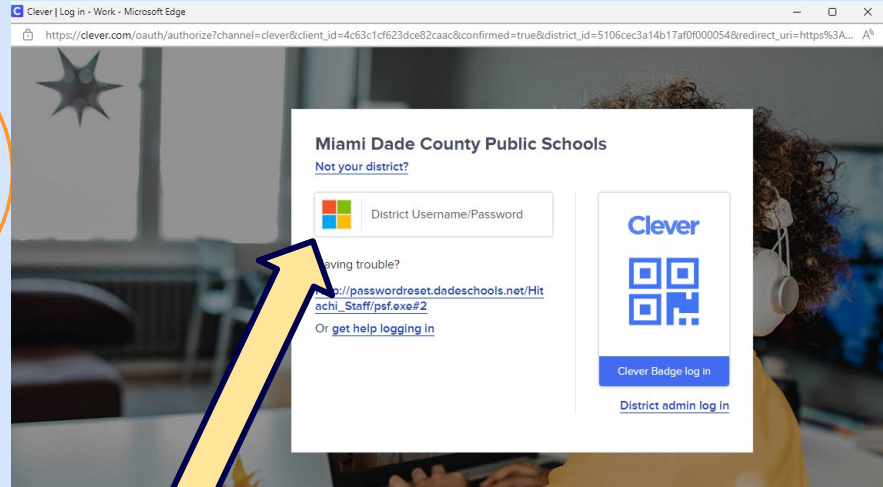 Clever | Log in - Work - Microsoft Edge
https://clever.com/oauth/authorize?channel=clever&client_id=4c63c1cf623dce82caac&confirmed=true&district_id=5106cec3a14b17af0f000054&redirect_uri=https%3A...
Miami Dade County Public Schools
Not your district?
District Username/Password
aving trouble?
://passwordreset.dadeschools.net/Hit
achi_Staff/psf.exe#2
Or get help logging in
Clever
Clever Badge log in
District admin log in